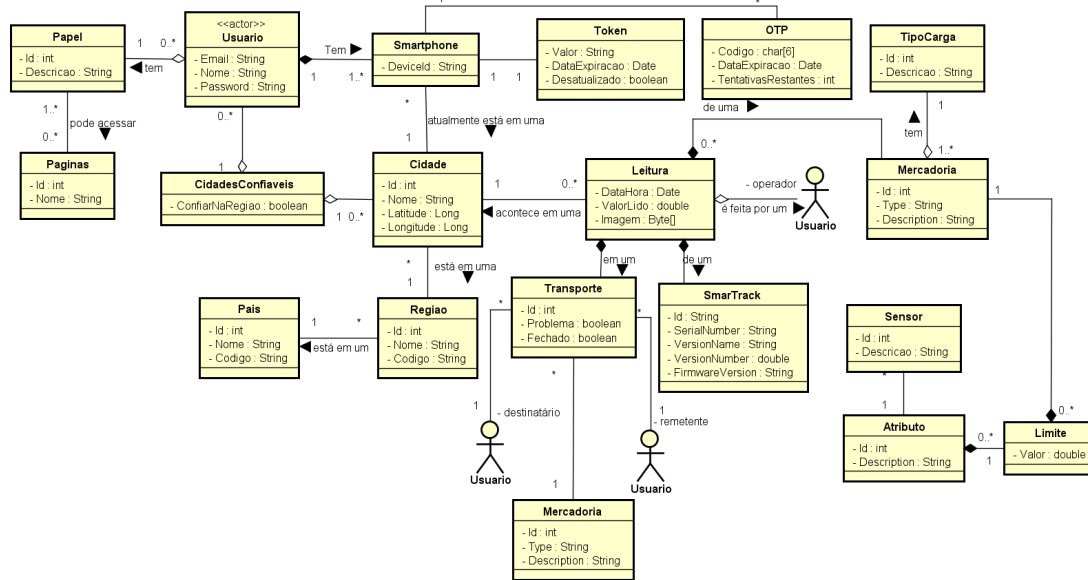 Papel
- Id : int
- Descricao : String
1
0..*
tem
<<actor>>
Usuario
- Email : String
- Nome : String
- Password : String
Tem
1
1..*
Smartphone
- DeviceId : String
1
1
Token
- Valor : String
- DataExpiracao : Date
- Desatualizado : boolean
*
OTP
- Codigo : char[6]
- DataExpiracao : Date
- TentativasRestantes : int
TipoCarga
- Id : int
- Descricao : String
1..*
pode acessar
0..*
Paginas
- Id : int
- Nome : String
0..*
1
CidadesConfiaveis
- ConfiarNaRegiao : boolean
1
0..*
*
atualmente está em uma
1
Cidade
- Id : int
- Nome : String
- Latitude : Long
- Longitude : Long
1
0..*
acontece em uma
Leitura
- DataHora : Date
- ValorLido : double
- Imagem : Byte[]
*
de uma
0..*
- operador
é feita por um
Usuario
1
tem
1..*
Mercadoria
- Id : int
- Type : String
- Description : String
1
*
está em uma
1
Pais
- Id : int
- Nome : String
- Codigo : String
1
*
está em um
Regiao
- Id : int
- Nome : String
- Codigo : String
em um
Transporte
- Id : int
- Problema : boolean
- Fechado : boolean
*
*
*
de um
SmarTrack
- Id : String
- SerialNumber : String
- VersionName : String
- VersionNumber : double
- FirmwareVersion : String
Sensor
- Id : int
- Descricao : String
*
1
Atributo
- Id : int
- Description : String
0..*
1
0..*
Limite
- Valor : double
1
- destinatário
Usuario
1
- remetente
Usuario
1
Mercadoria
- Id : int
- Type : String
- Description : String